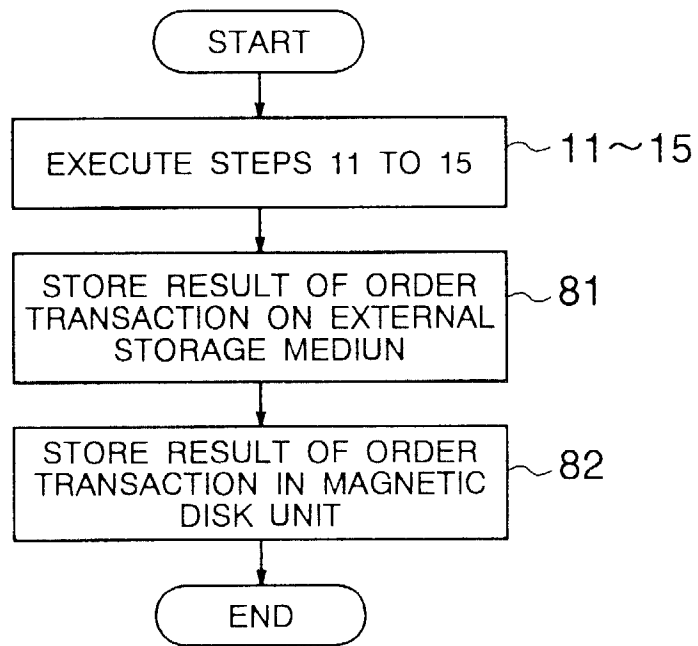 START
EXECUTE STEPS 11 TO 15
11~15
STORE RESULT OF ORDER
TRANSACTION ON EXTERNAL
STORAGE MEDIUN
81
STORE RESULT OF ORDER
TRANSACTION IN MAGNETIC
DISK UNIT
82
END